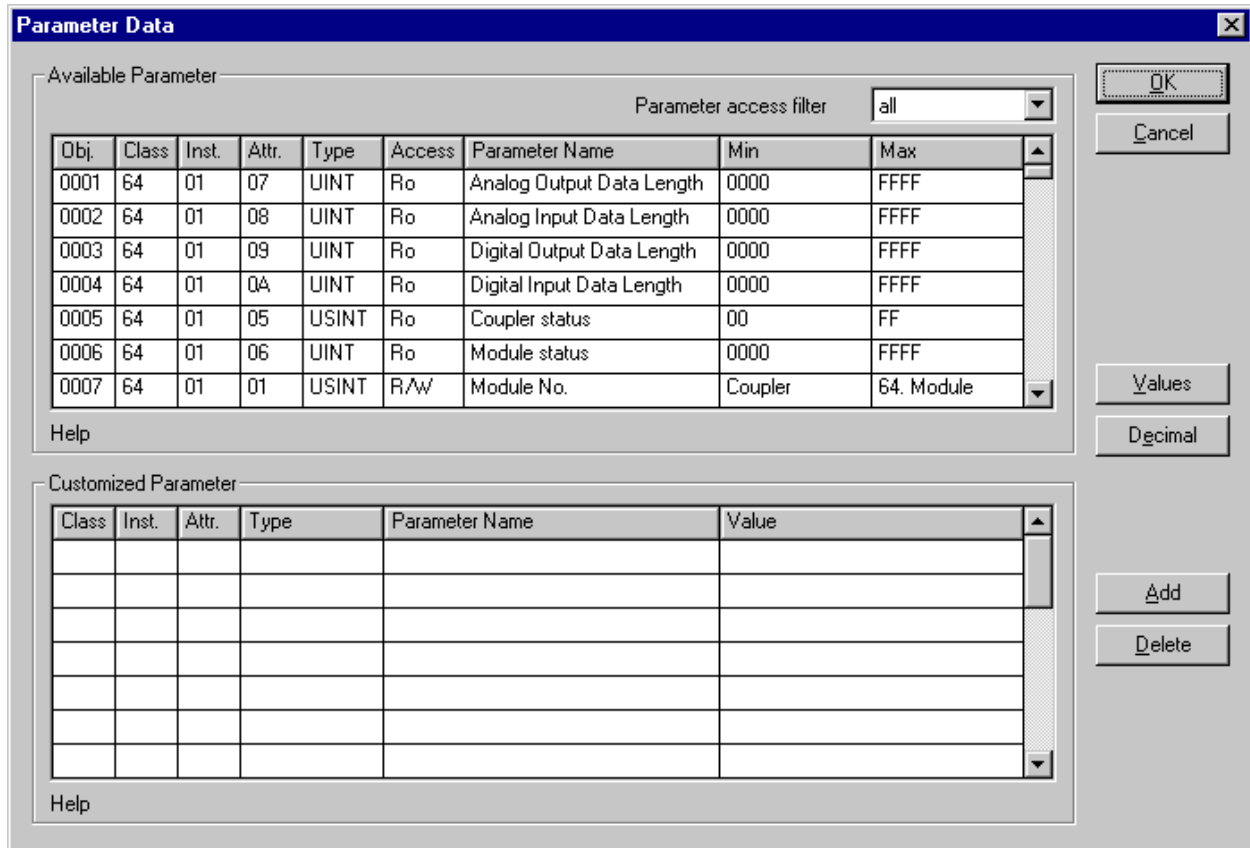 Parameter Data
Available Parameter
Parameter access filter all
Obj. Class Inst. Attr. Type Access Parameter Name Min Max
0001 64 01 07 UINT Ro Analog Output Data Length 0000 FFFF
0002 64 01 08 UINT Ro Analog Input Data Length 0000 FFFF
0003 64 01 09 UINT Ro Digital Output Data Length 0000 FFFF
0004 64 01 0A UINT Ro Digital Input Data Length 0000 FFFF
0005 64 01 05 USINT Ro Coupler status 00 FF
0006 64 01 06 UINT Ro Module status 0000 FFFF
0007 64 01 01 USINT R/W Module No. Coupler 64. Module
Help
Customized Parameter
Class Inst. Attr. Type Parameter Name Value
Help
OK
Cancel
Values
Decimal
Add
Delete